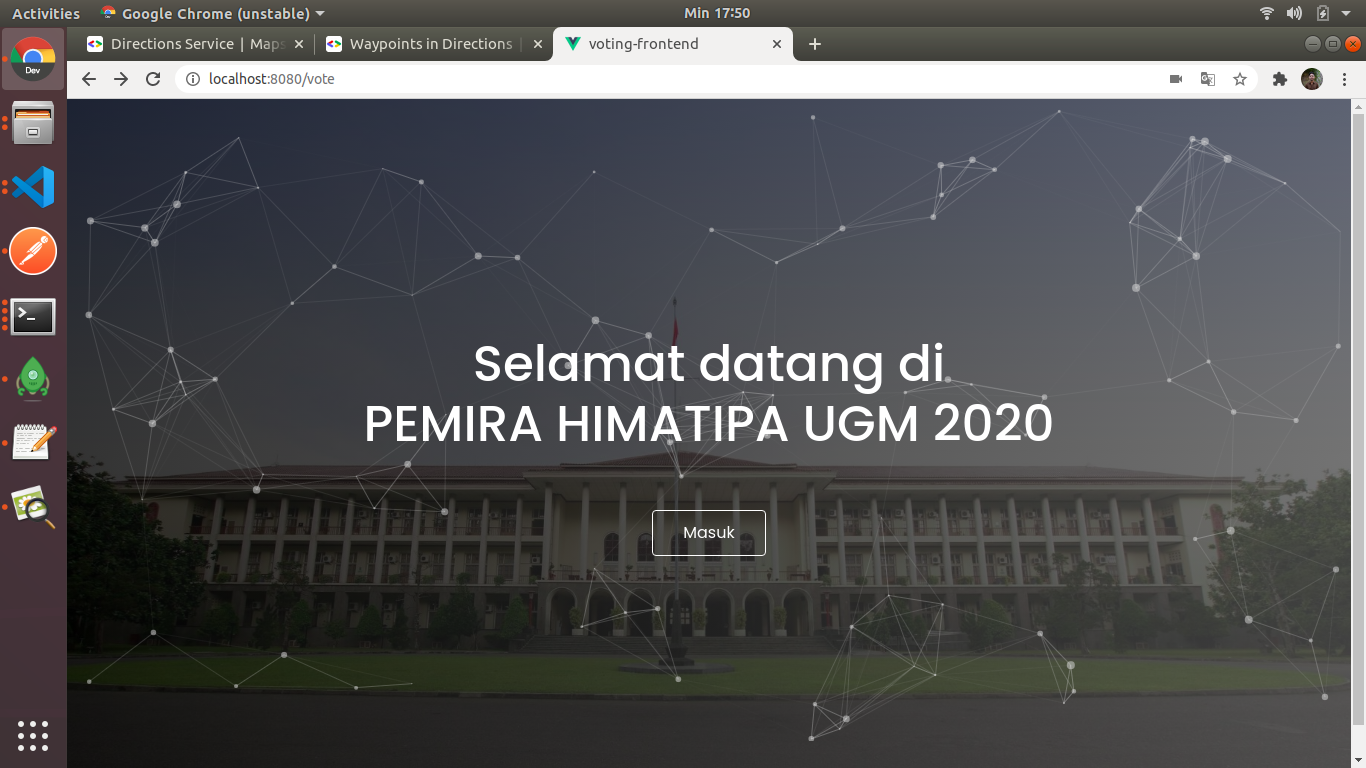 Activities
Google Chrome (unstable)
Min 17:50
Dev
Directions Service | Maps
Waypoints in Directions |
voting-frontend
localhost:8080/vote
Selamat datang di
PEMIRA HIMATIPA UGM 2020
Masuk